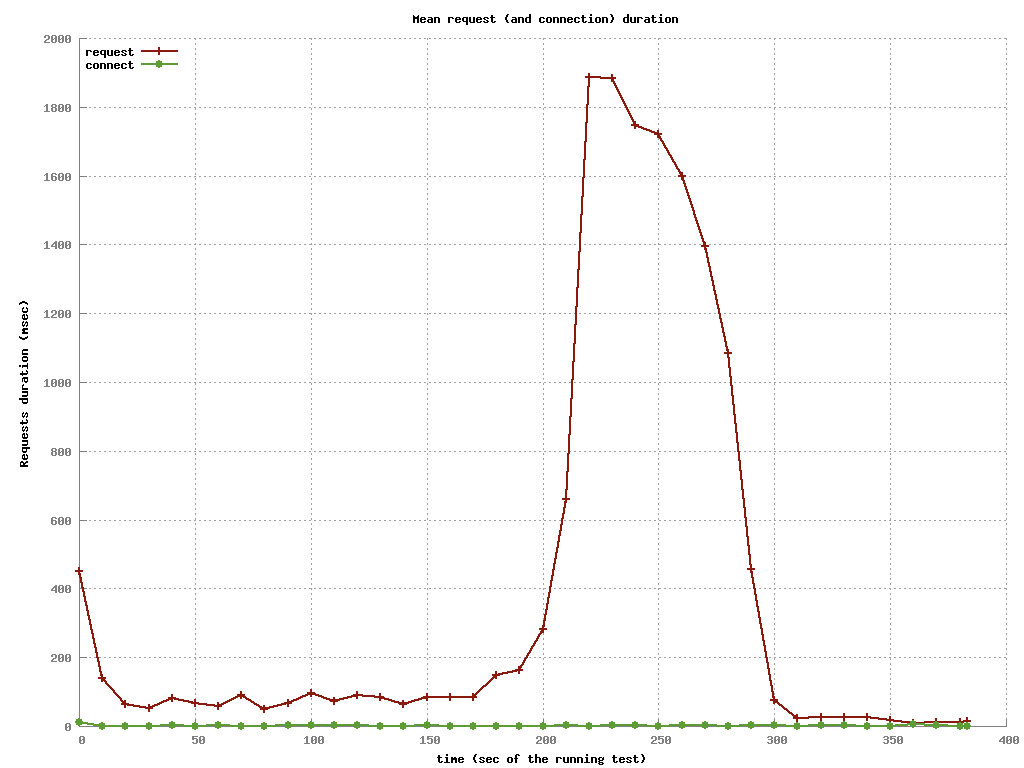 Mean request (and connection) duration
2000
request
connect
1800
1600
1400
1200
1000
800
600
400
200
0
Requests duration (msec)
0 50 100 150 200 250 300 350 400
time (sec of the running test)